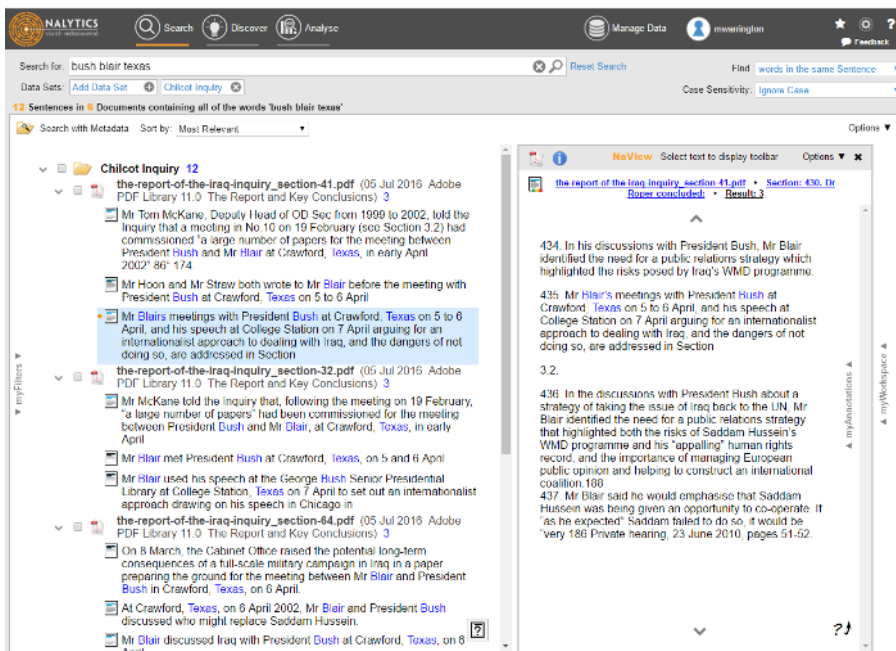 NALYTICS
search rediscovered
Search
Discover
Analyse
Manage Data
mwarrington
?
Feedback
Search for: bush blair texas
Reset Search
Find words in the same Sentence
Data Sets: Add Data Set
Chilcot Inquiry
Case Sensitivity: Ignore Case
12 Sentences in 6 Documents containing all of the words 'bush blair texas'
Search with Metadata Sort by: Most Relevant
Options
Chilcot Inquiry 12
the-report-of-the-iraq-inquiry_section-41.pdf (05 Jul 2016 Adobe
PDF Library 11.0 The Report and Key Conclusions) 3
Mr Tom McKane, Deputy Head of OD Sec from 1999 to 2002, told the
Inquiry that a meeting in No.10 on 19 February (see Section 3.2) had
commissioned "a large number of papers for the meeting between
President Bush and Mr Blair at Crawford, Texas, in early April
2002" 86" 174
Mr Hoon and Mr Straw both wrote to Mr Blair before the meeting with
President Bush at Crawford, Texas on 5 to 6 April
Mr Blairs meetings with President Bush at Crawford, Texas on 5 to 6
April, and his speech at College Station on 7 April arguing for an
internationalist approach to dealing with Iraq, and the dangers of not
doing so, are addressed in Section
the-report-of-the-iraq-inquiry_section-32.pdf (05 Jul 2016 Adobe
PDF Library 11.0 The Report and Key Conclusions) 3
Mr McKane told the Inquiry that, following the meeting on 19 February,
"a large number of papers" had been commissioned for the meeting
between President Bush and Mr Blair, at Crawford, Texas, in early
April
Mr Blair met President Bush at Crawford, Texas, on 5 and 6 April
Mr Blair used his speech at the George Bush Senior Presidential
Library at College Station, Texas on 7 April to set out an internationalist
approach drawing on his speech in Chicago in
the-report-of-the-iraq-inquiry_section-64.pdf (05 Jul 2016 Adobe
PDF Library 11.0 The Report and Key Conclusions) 3
On 8 March, the Cabinet Office raised the potential long-term
consequences of a full-scale military campaign in Iraq in a paper
preparing the ground for the meeting between Mr Blair and President
Bush in Crawford, Texas, on 6 April.
At Crawford, Texas, on 6 April 2002, Mr Blair and President Bush
discussed who might replace Saddam Hussein.
Mr Blair discussed Iraq with President Bush at Crawford, Texas, on 6
myFilters
NaView Select text to display toolbar Options
the report of the iraq inquiry_section 41.pdf • Section: 430. Dr
Roper concluded: • Result: 3
434. In his discussions with President Bush, Mr Blair
identified the need for a public relations strategy which
highlighted the risks posed by Iraq's WMD programme.
435. Mr Blair's meetings with President Bush at
Crawford, Texas on 5 to 6 April, and his speech at
College Station on 7 April arguing for an internationalist
approach to dealing with Iraq, and the dangers of not
doing so, are addressed in Section
3.2.
436. In the discussions with President Bush about a
strategy of taking the issue of Iraq back to the UN, Mr
Blair identified the need for a public relations strategy
that highlighted both the risks of Saddam Hussein's
WMD programme and his "appalling" human rights
record, and the importance of managing European
public opinion and helping to construct an international
coalition.188
437. Mr Blair said he would emphasise that Saddam
Hussein was being given an opportunity to co-operate. If
"as he expected" Saddam failed to do so, it would be
"very 186 Private hearing, 23 June 2010, pages 51-52.
myAnnotations
myWorkspace